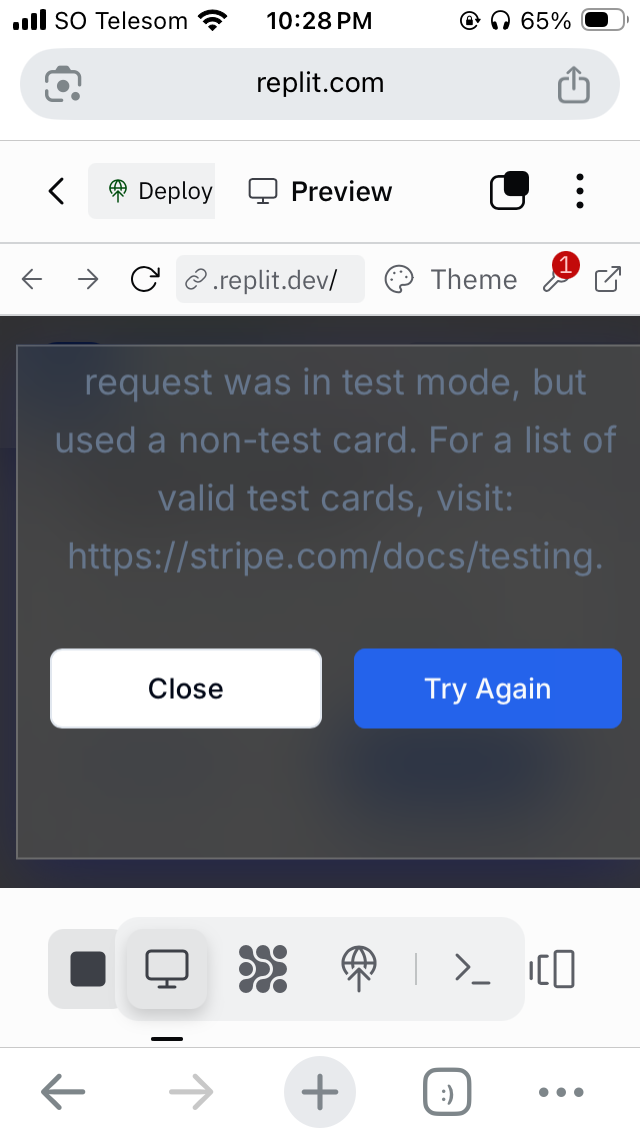 SO Telesom 10:28 PM 65%
replit.com
Deploy Preview
.replit.dev/ Theme 1
request was in test mode, but
used a non-test card. For a list of
valid test cards, visit:
https://stripe.com/docs/testing.
Close Try Again
:)